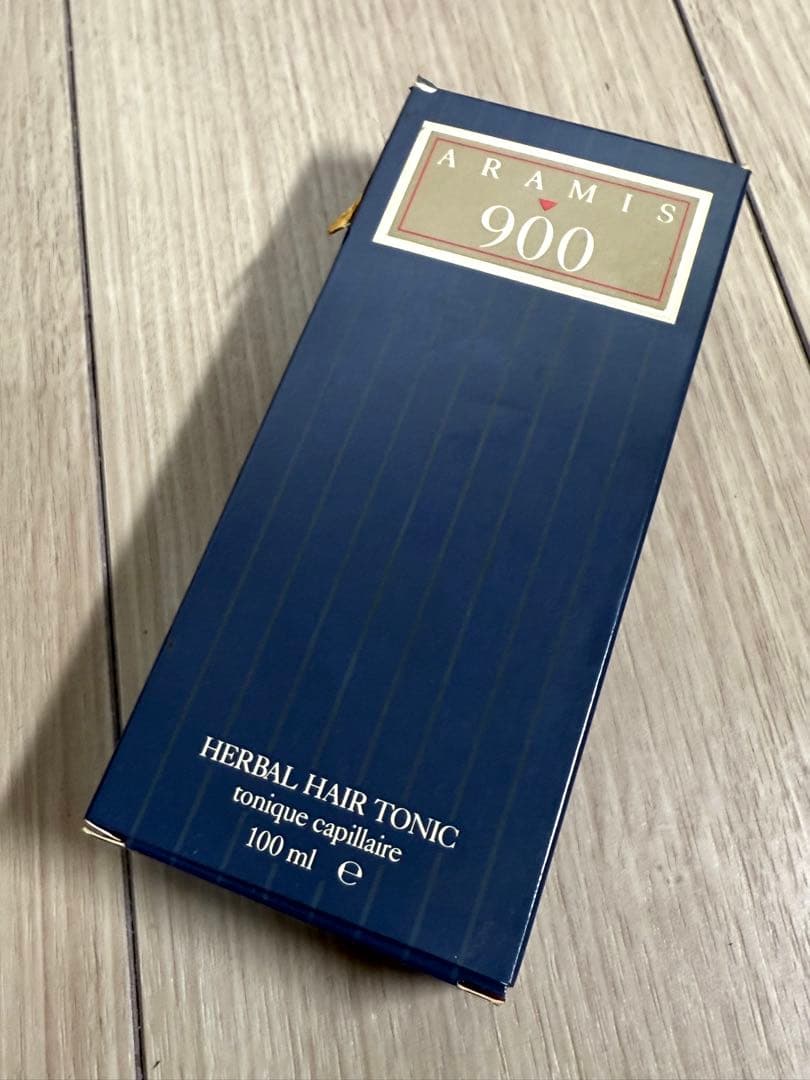 ARAMIS
900
HERBAL HAIR TONIC
tonique capillaire
100 ml ℮